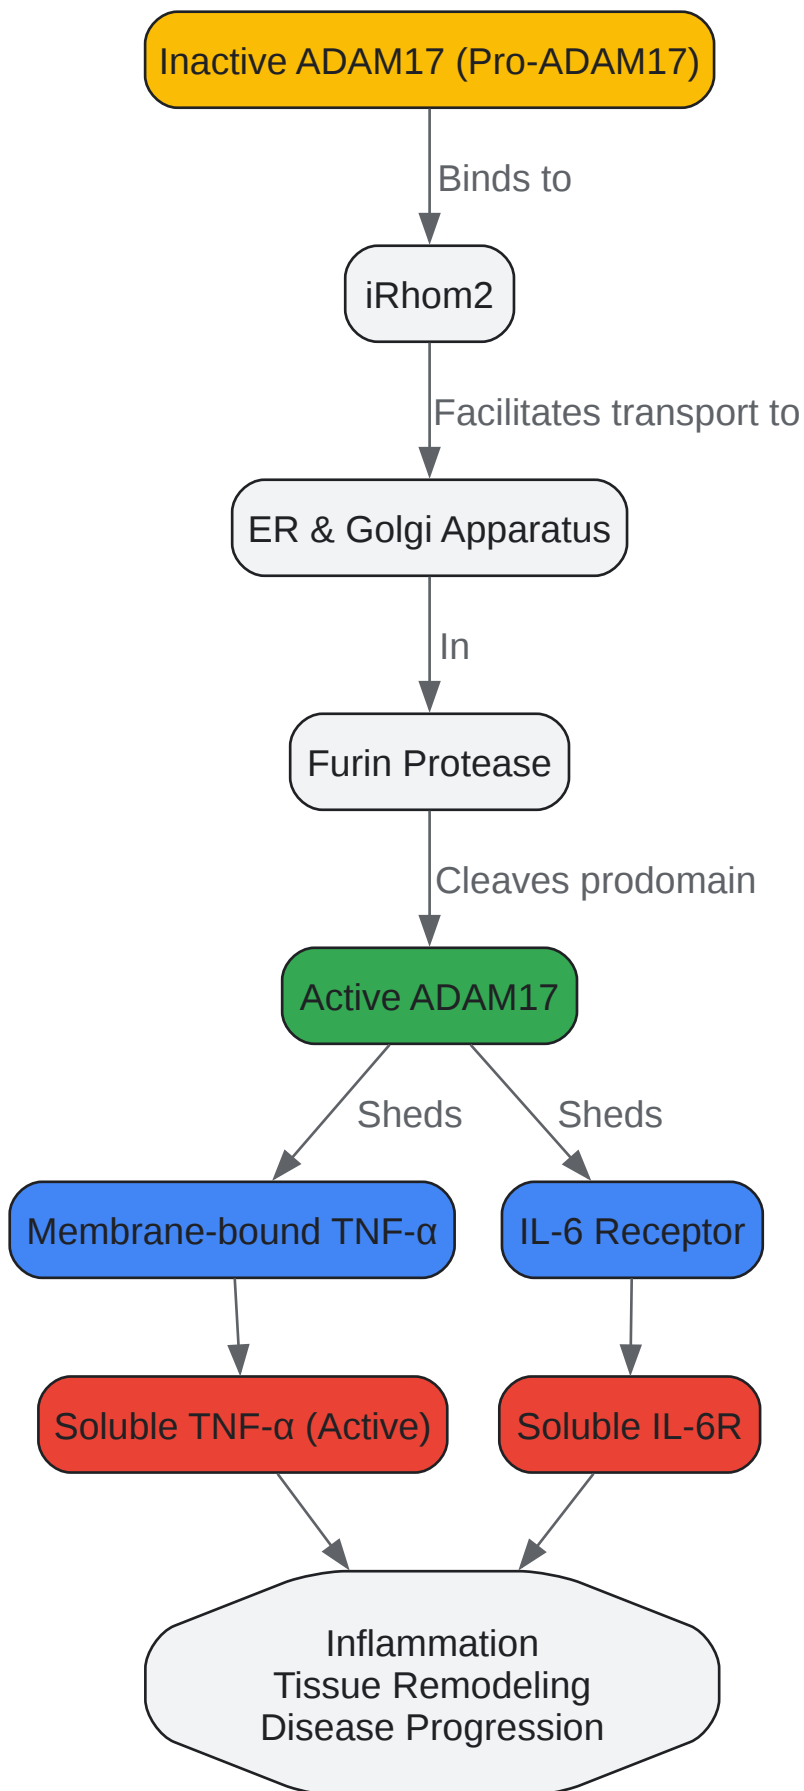 Inactive ADAM17 (Pro-ADAM17)
Binds to
iRhom2
Facilitates transport to
ER & Golgi Apparatus
In
Furin Protease
Cleaves prodomain
Active ADAM17
Sheds
Sheds
Membrane-bound TNF-α
IL-6 Receptor
Soluble TNF-α (Active)
Soluble IL-6R
Inflammation
Tissue Remodeling
Disease Progression